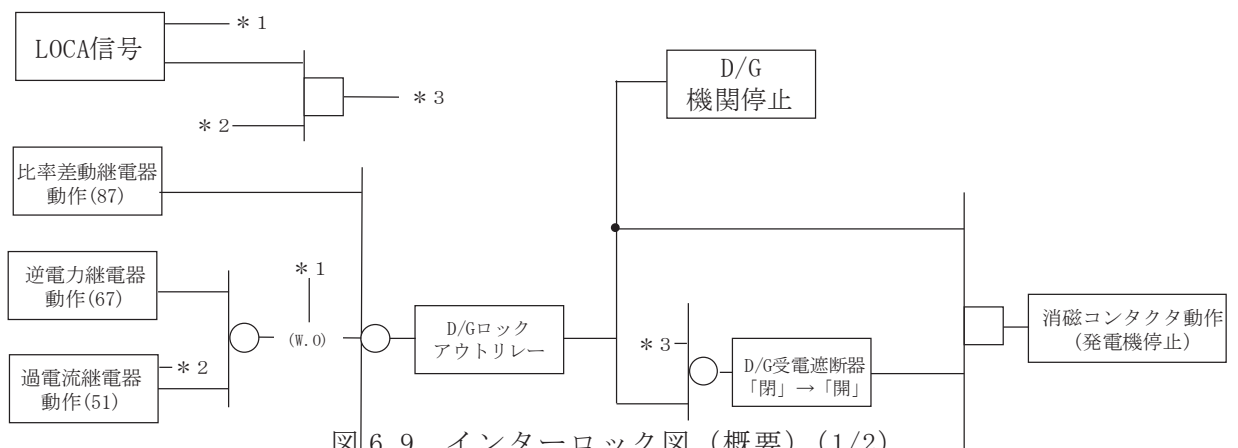 LOCA信号
＊１
＊２
＊３
D/G
機関停止
比率差動継電器
動作(87)
逆電力継電器
動作(67)
＊１
(W.O)
過電流継電器
動作(51)
＊２
D/Gロック
アウトリレー
＊３
D/G受電遮断器
「閉」→「開」
消磁コンタクタ動作
(発電機停止)
図 6.9 インターロック図 (概要) (1/2)